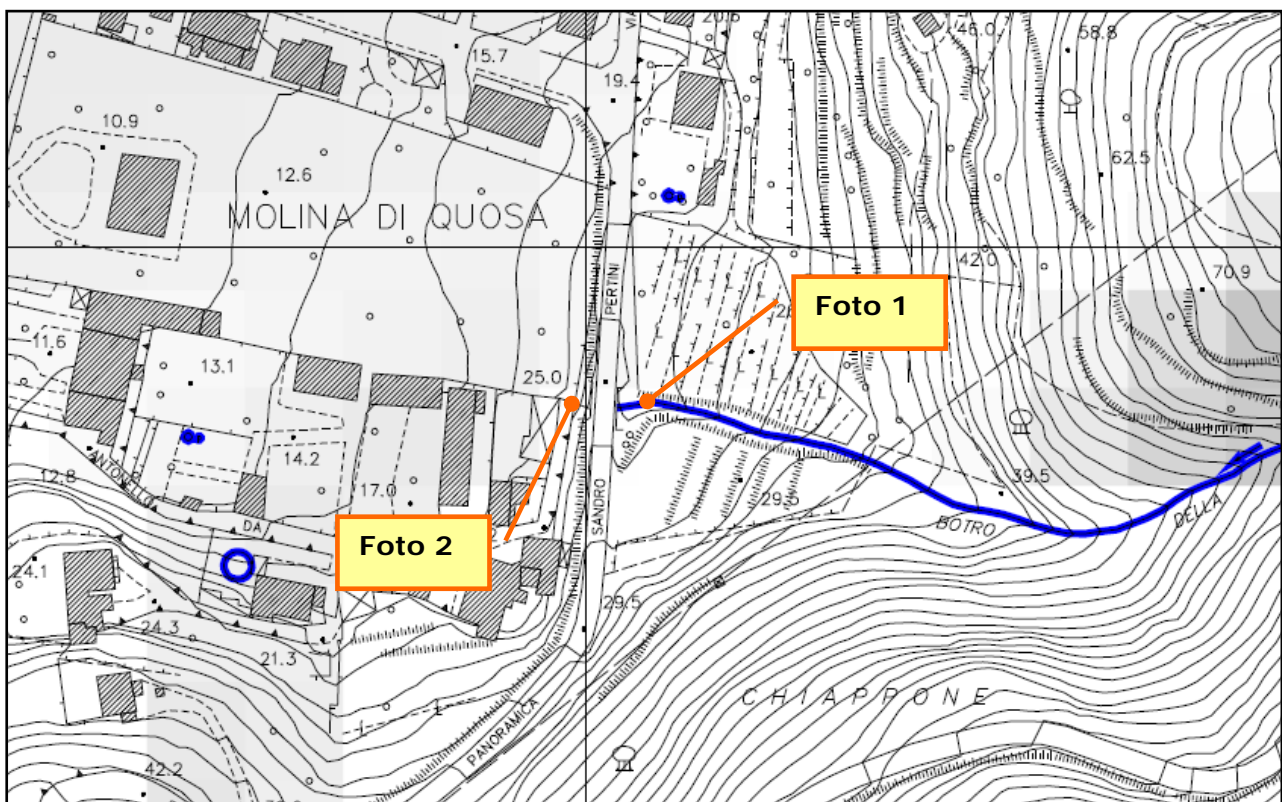 20.6
VIA
46.0
58.8
15.7
19.4
10.9
62.5
12.6
MOLINA DI QUOSA
PERTINI
42.0
70.9
Foto 1
11.6
13.1
25.0
14.2
12.8
ANTONELLO
DA
17.0
SANDRO
29.5
39.5
BOTRO
DELLA
Foto 2
24.1
24.3
21.3
29.5
CHIAPPONE
PANORAMICA
42.2